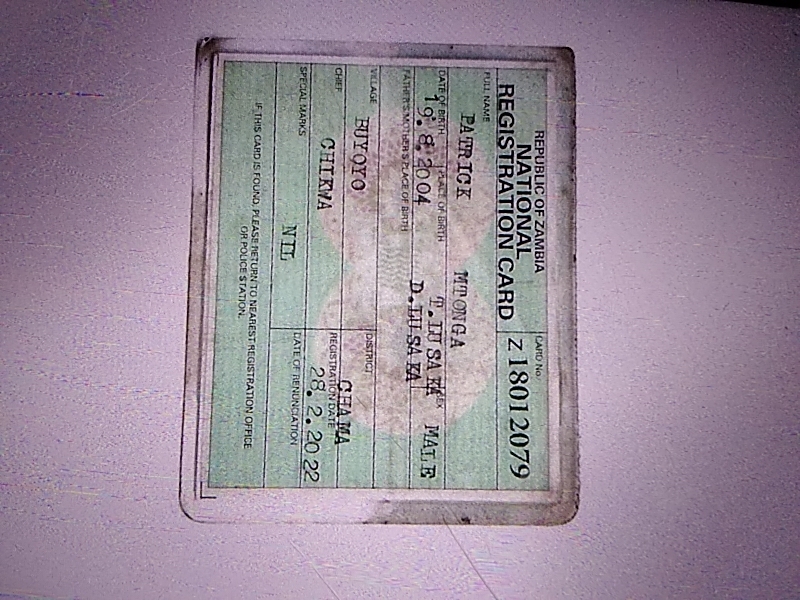 REPUBLIC OF ZAMBIA
NATIONAL
REGISTRATION CARD
CARD No.
Z 18012079
FULL NAME
PATRICK MTONGA
DATE OF BIRTH PLACE OF BIRTH SEX
19.8.2004 T.LUSAKA MALE
FATHER'S/MOTHER'S PLACE OF BIRTH
D.LUSAKA
VILLAGE DISTRICT
BUYOYO CHAMA
CHIEF REGISTRATION DATE
CHIKWA 28.2.2022
SPECIAL MARKS DATE OF RENUNCIATION
NIL
IF THIS CARD IS FOUND, PLEASE RETURN TO NEAREST REGISTRATION OFFICE
OR POLICE STATION.